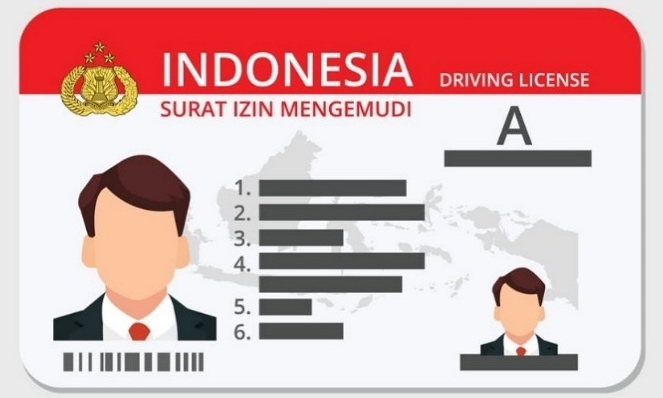 INDONESIA DRIVING LICENSE
SURAT IZIN MENGEMUDI
A
1.
2.
3.
4.
5.
6.